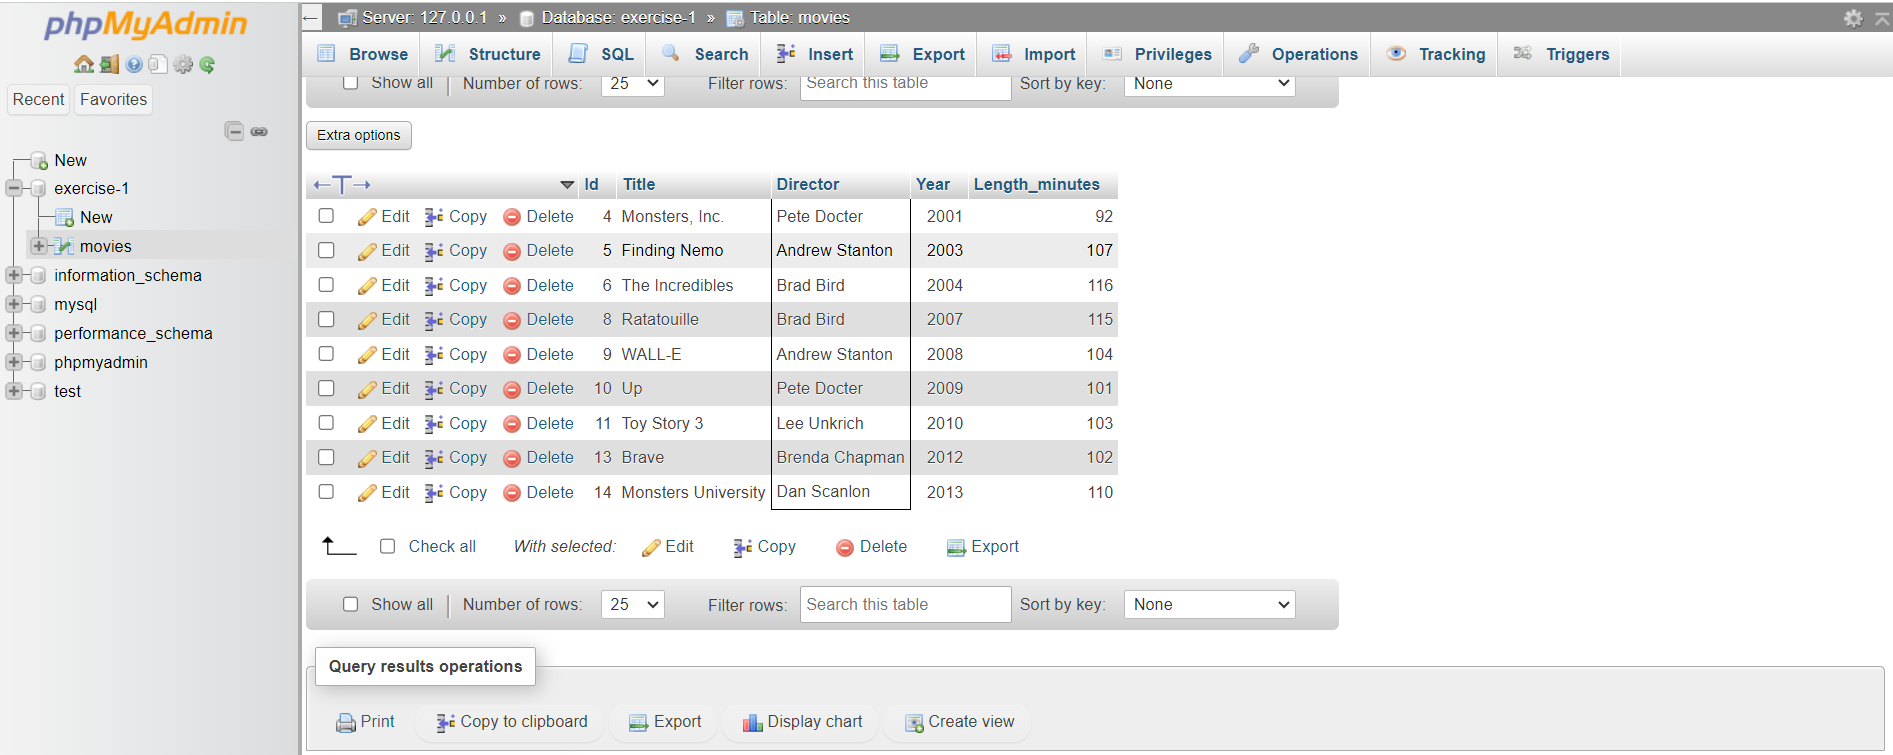 phpMyAdmin
Recent Favorites
New
exercise-1
New
movies
information_schema
mysql
performance_schema
phpmyadmin
test
Server: 127.0.0.1 » Database: exercise-1 » Table: movies
Browse Structure SQL Search Insert Export Import Privileges Operations Tracking Triggers
Show all Number of rows: 25 Filter rows: Search this table Sort by key: None
Extra options
Id Title Director Year Length_minutes
Edit Copy Delete 4 Monsters, Inc. Pete Docter 2001 92
Edit Copy Delete 5 Finding Nemo Andrew Stanton 2003 107
Edit Copy Delete 6 The Incredibles Brad Bird 2004 116
Edit Copy Delete 8 Ratatouille Brad Bird 2007 115
Edit Copy Delete 9 WALL-E Andrew Stanton 2008 104
Edit Copy Delete 10 Up Pete Docter 2009 101
Edit Copy Delete 11 Toy Story 3 Lee Unkrich 2010 103
Edit Copy Delete 13 Brave Brenda Chapman 2012 102
Edit Copy Delete 14 Monsters University Dan Scanlon 2013 110
Check all With selected: Edit Copy Delete Export
Show all Number of rows: 25 Filter rows: Search this table Sort by key: None
Query results operations
Print Copy to clipboard Export Display chart Create view